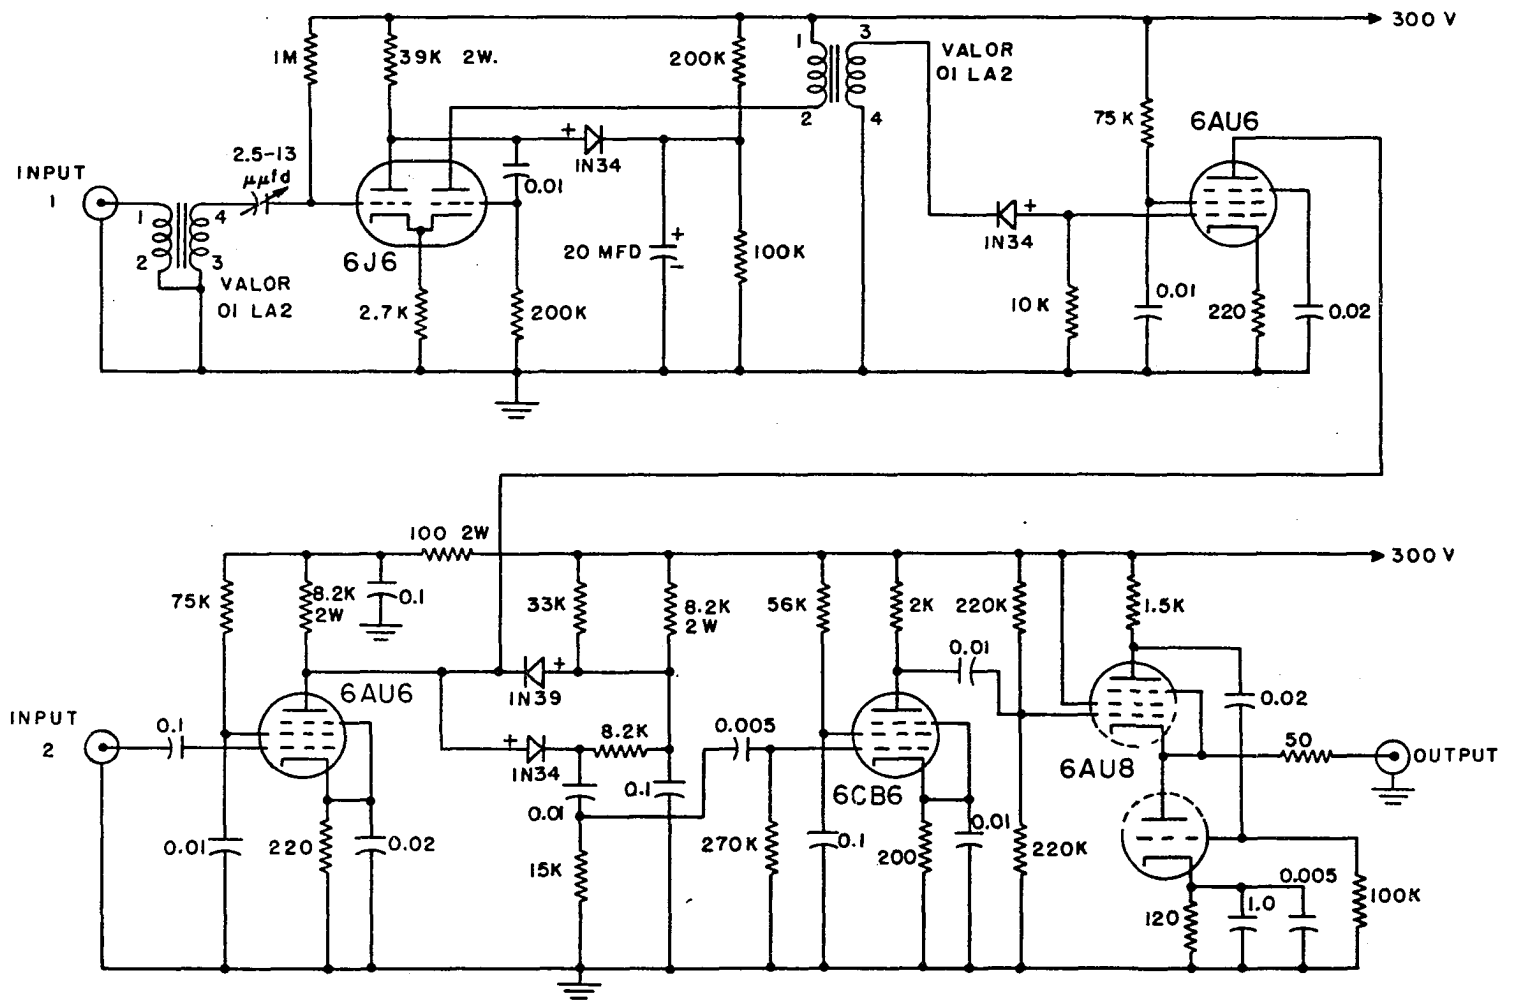 300 V
1M
39K 2W.
200K
1
3
VALOR
01 LA2
2
4
75K
6AU6
INPUT
1
2.5-13
μμfd
+
1N34
0.01
1
4
2
3
VALOR
01 LA2
6J6
2.7K
200K
20 MFD
+
-
100K
+
1N34
10K
0.01
220
0.02
100 2W
300 V
75K
8.2K
2W
0.1
33K
8.2K
2W
56K
2K
220K
1.5K
0.01
+
1N39
6AU6
INPUT
2
0.1
+
1N34
8.2K
0.005
6CB6
6AU8
0.02
50
OUTPUT
0.01
0.1
0.01
220
0.02
15K
270K
0.1
200
0.01
220K
120
1.0
0.005
100K